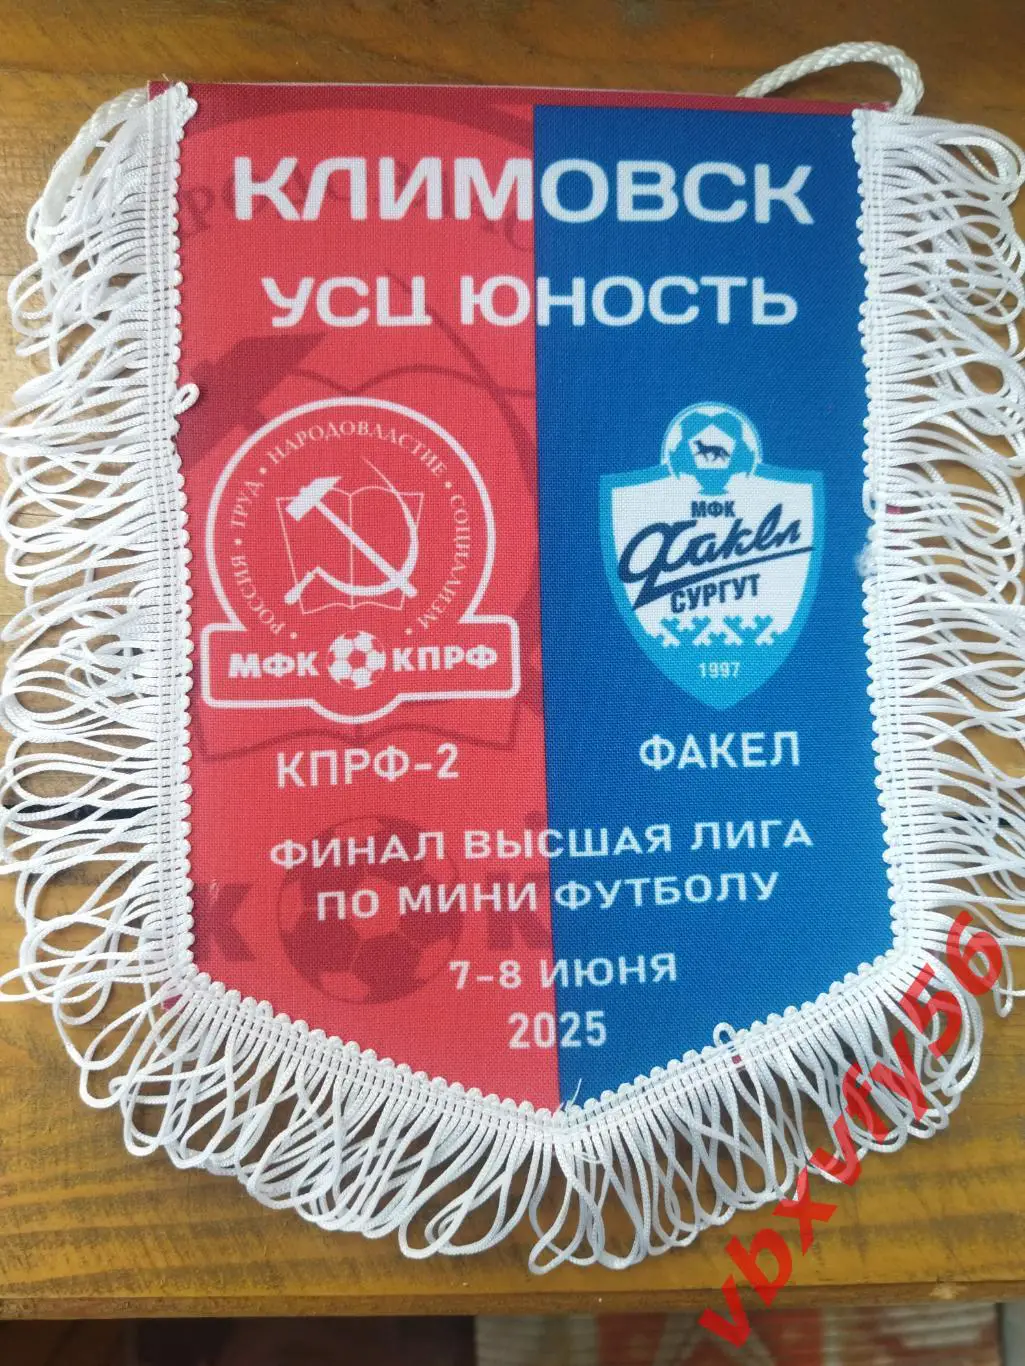 КЛИМОВСК
УСЦ ЮНОСТЬ
РОССИЯ · ТРУД · НАРОДОВЛАСТИЕ · СОЦИАЛИЗМ ·
МФК КПРФ
МФК
Факел
СУРГУТ
1997
КПРФ-2
ФАКЕЛ
ФИНАЛ ВЫСШАЯ ЛИГА
ПО МИНИ ФУТБОЛУ
7-8 ИЮНЯ
2025
vbxvfy56